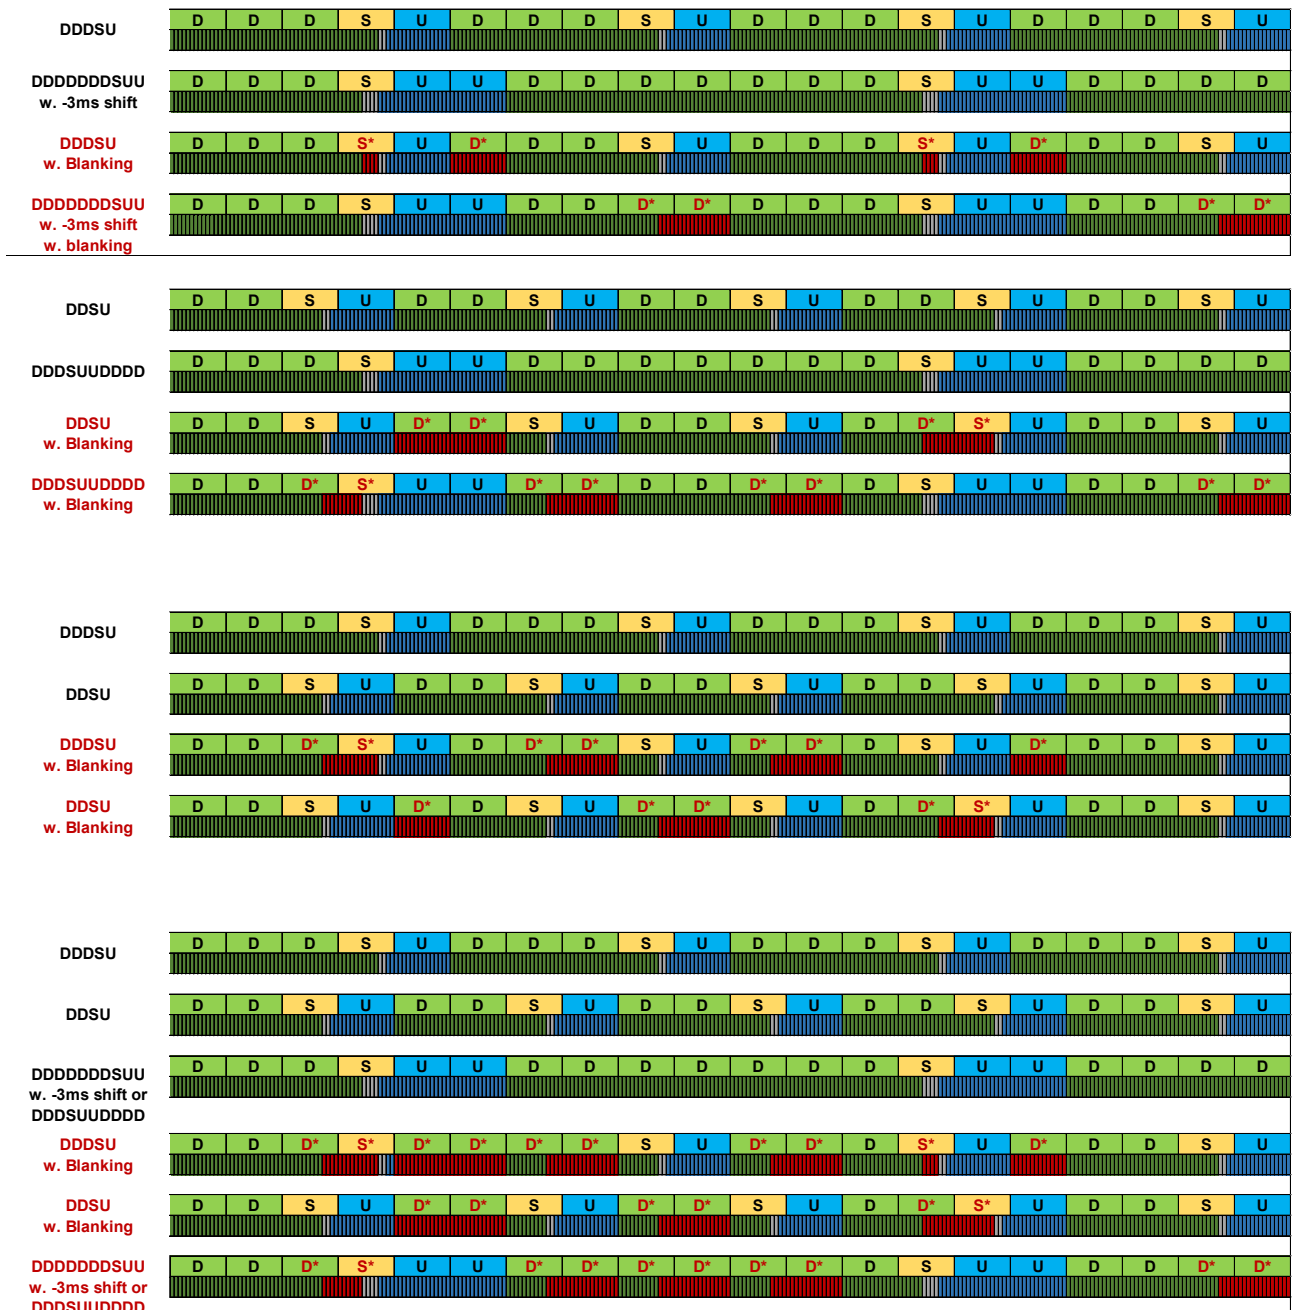 DDDSU
D D D S U D D D S U D D D S U D D D S U
DDDDDDDSUU
w. -3ms shift
D D D S U U D D D D D D D S U U D D D D
DDDSU
w. Blanking
D D D S* U D* D D S U D D D S* U D* D D S U
DDDDDDDSUU
w. -3ms shift
w. blanking
D D D S U U D D D* D* D D D S U U D D D* D*
DDSU
D D S U D D S U D D S U D D S U D D S U
DDDSUUDDDD
D D D S U U D D D D D D D S U U D D D D
DDSU
w. Blanking
D D S U D* D* S U D D S U D D* S* U D D S U
DDDSUUDDDD
w. Blanking
D D D* S* U U D* D* D D D* D* D S U U D D D* D*
DDDSU
D D D S U D D D S U D D D S U D D D S U
DDSU
D D S U D D S U D D S U D D S U D D S U
DDDSU
w. Blanking
D D D* S* U D D* D* S U D* D* D S U D* D D S U
DDSU
w. Blanking
D D S U D* D S U D* D* S U D D* S* U D D S U
DDDSU
D D D S U D D D S U D D D S U D D D S U
DDSU
D D S U D D S U D D S U D D S U D D S U
DDDDDDDSUU
w. -3ms shift or
DDDSUUDDDD
D D D S U U D D D D D D D S U U D D D D
DDDSU
w. Blanking
D D D* S* D* D* D* D* S U D* D* D S* U D* D D S U
DDSU
w. Blanking
D D S U D* D* S U D* D* S U D D* S* U D D S U
DDDDDDDSUU
w. -3ms shift or
DDDSUUDDDD
D D D* S* U U D* D* D* D* D* D* D S U U D D D* D*